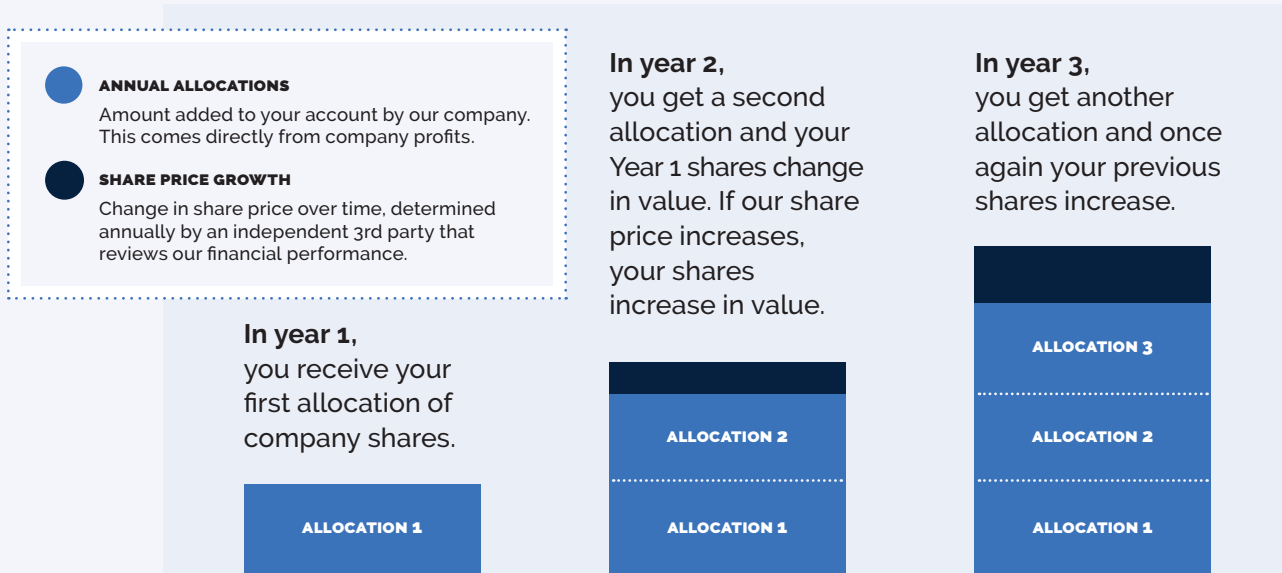 ANNUAL ALLOCATIONS
Amount added to your account by our company.
This comes directly from company profits.
SHARE PRICE GROWTH
Change in share price over time, determined
annually by an independent 3rd party that
reviews our financial performance.
In year 1,
you receive your
first allocation of
company shares.
ALLOCATION 1
In year 2,
you get a second
allocation and your
Year 1 shares change
in value. If our share
price increases,
your shares
increase in value.
ALLOCATION 2
ALLOCATION 1
In year 3,
you get another
allocation and once
again your previous
shares increase.
ALLOCATION 3
ALLOCATION 2
ALLOCATION 1